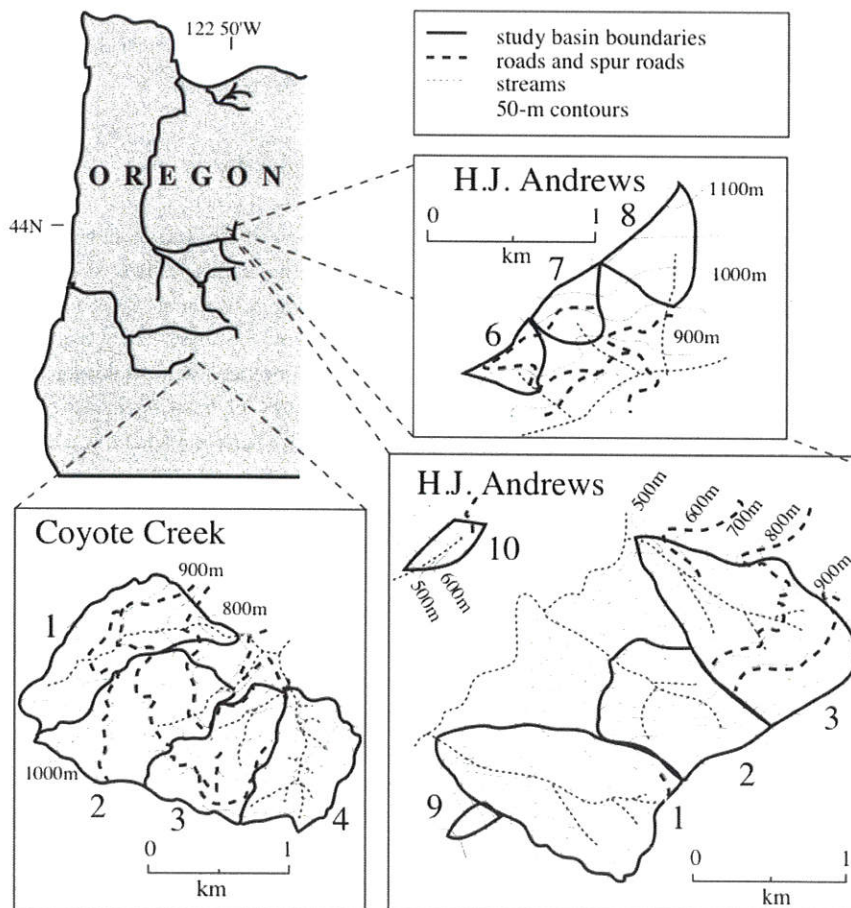 122 50'W
OREGON
44N
study basin boundaries
roads and spur roads
streams
50-m contours
H.J. Andrews
0 1
km
8
7
6
1100m
1000m
900m
Coyote Creek
900m
800m
1
1000m
2
3
4
0 1
km
H.J. Andrews
500m
600m
700m
800m
900m
10
500m
600m
3
2
1
9
0 1
km